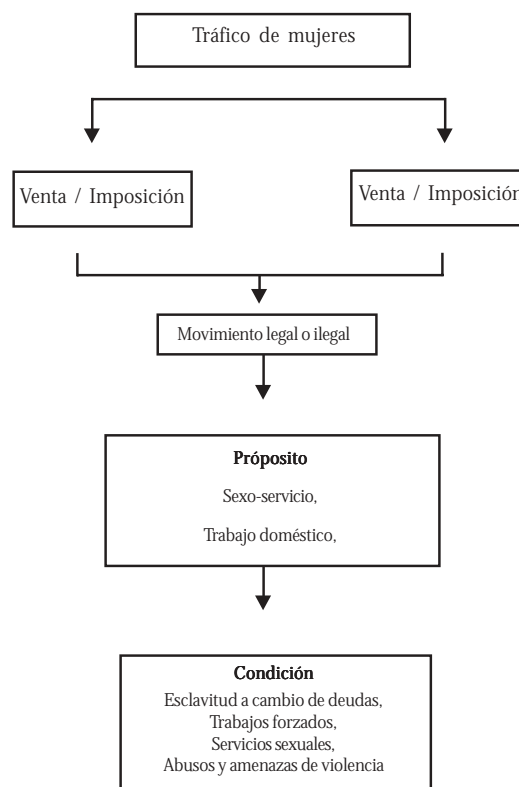 Tráfico de mujeres
Venta / Imposición
Venta / Imposición
Movimiento legal o ilegal
Próposito
Sexo-servicio,
Trabajo doméstico,
Condición
Esclavitud a cambio de deudas,
Trabajos forzados,
Servicios sexuales,
Abusos y amenazas de violencia